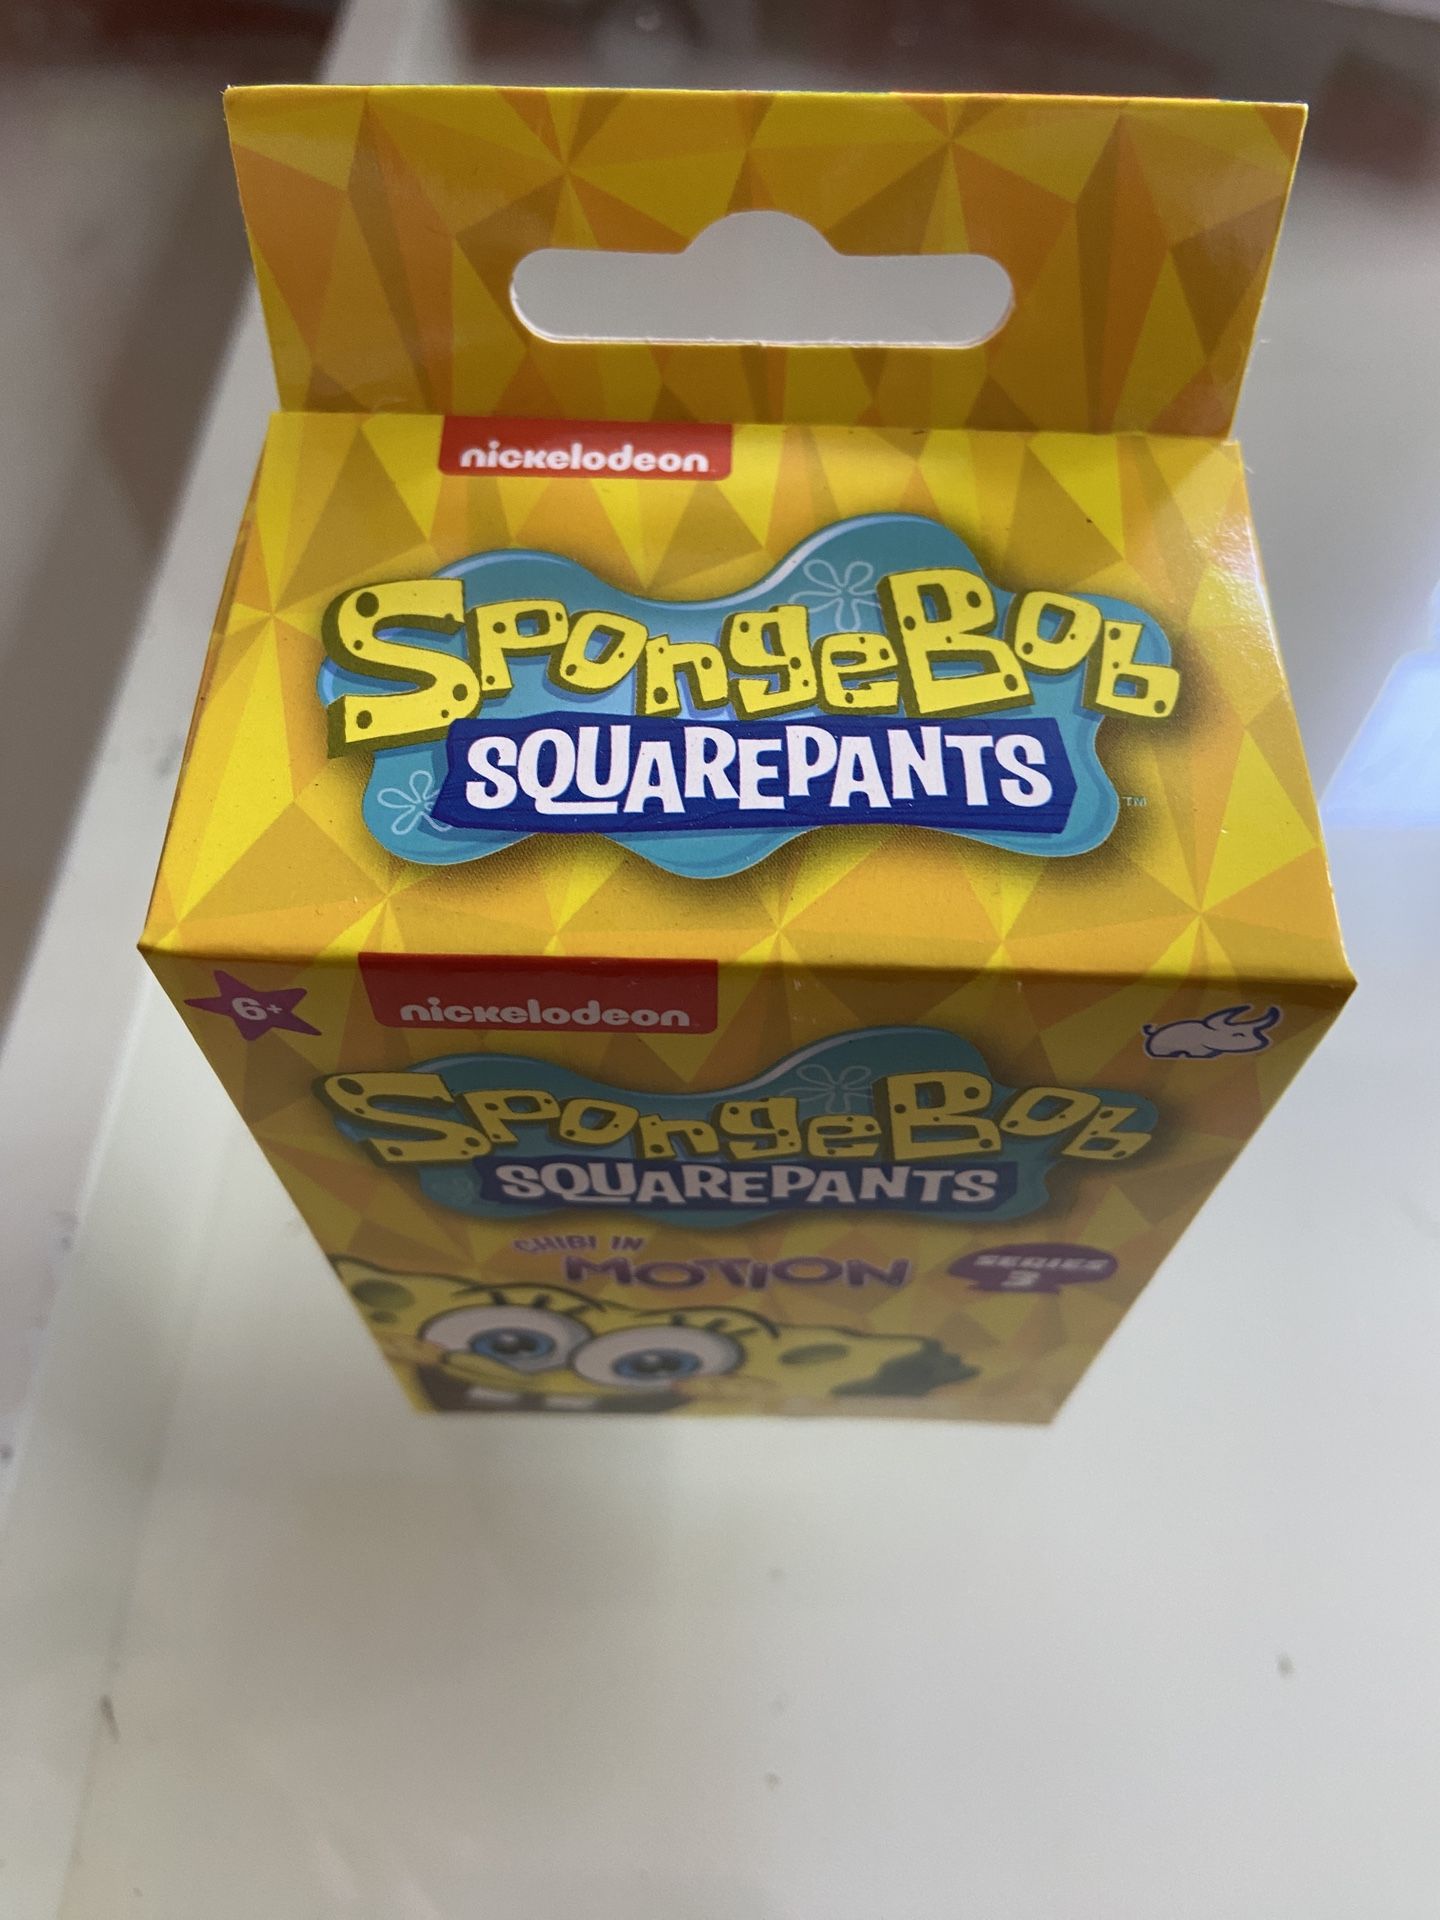 nickelodeon
SpongeBob
SQUAREPANTS
TM
6+
nickelodeon
SpongeBob
SQUAREPANTS
CHIBI IN
MOTION
SERIES
3